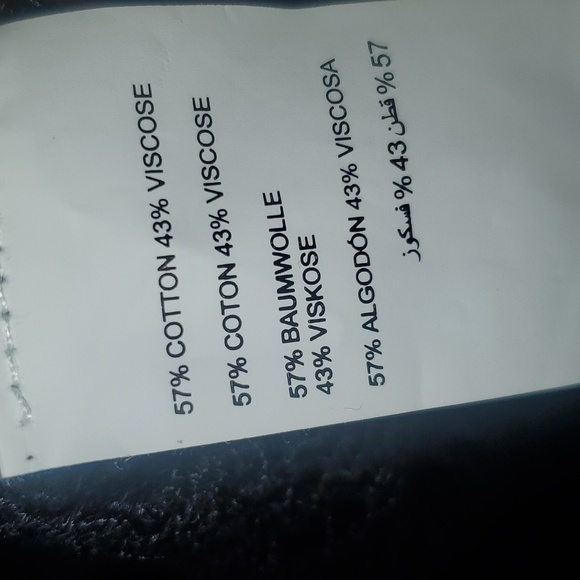 57% COTTON 43% VISCOSE
57% COTON 43% VISCOSE
57% BAUMWOLLE
43% VISKOSE
57% ALGODÓN 43% VISCOSA
57 % قطن 43 % فسكوز